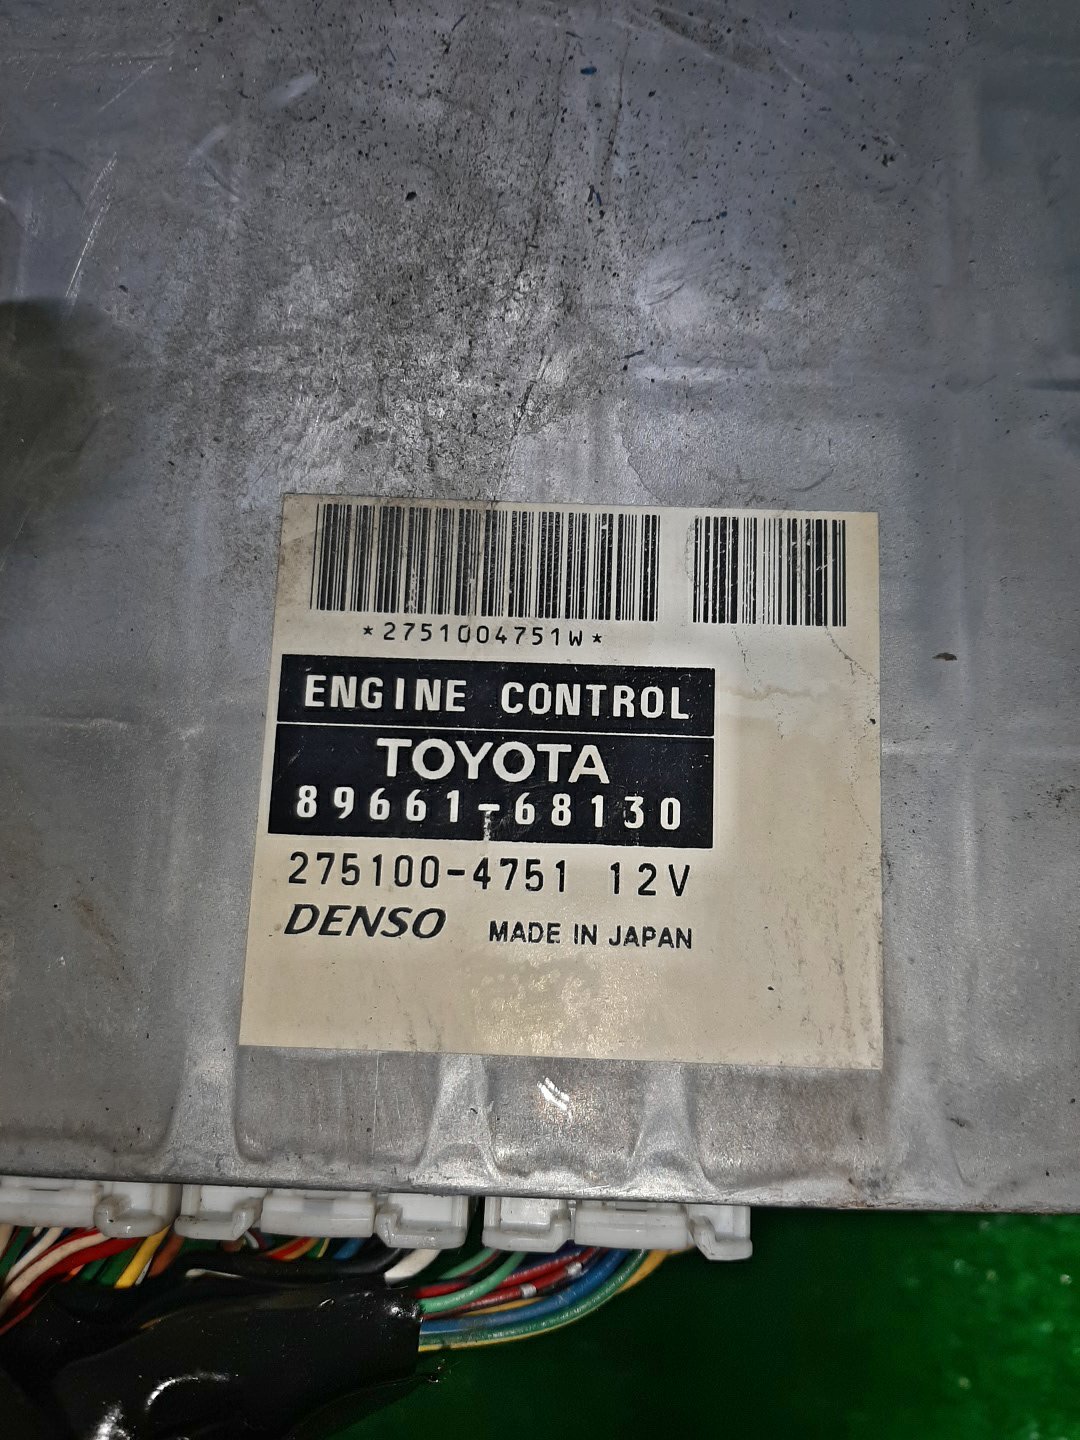 *2751004751W*
ENGINE CONTROL
TOYOTA
89661-68130
275100-4751 12V
DENSO MADE IN JAPAN